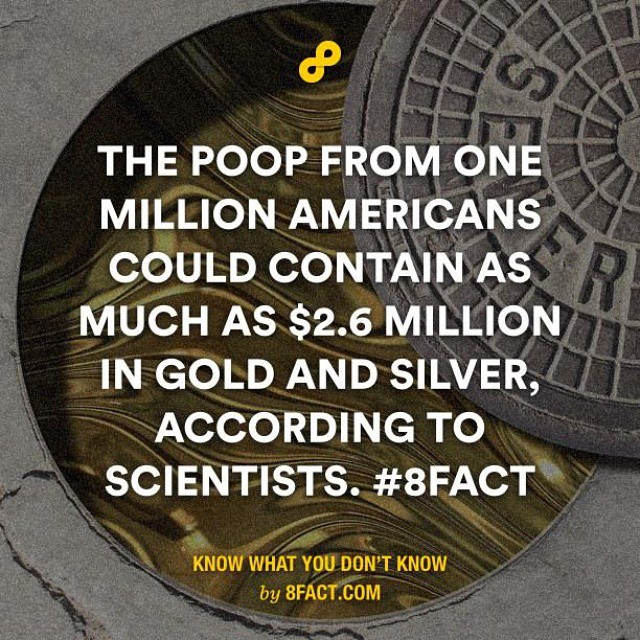 THE POOP FROM ONE
MILLION AMERICANS
COULD CONTAIN AS
MUCH AS $2.6 MILLION
IN GOLD AND SILVER,
ACCORDING TO
SCIENTISTS. #8FACT
KNOW WHAT YOU DON'T KNOW
by 8FACT.COM